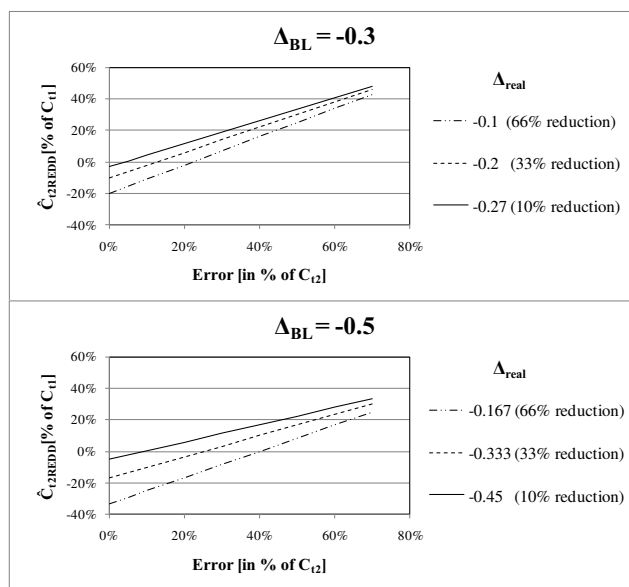 Δ_BL = -0.3
60%
40%
20%
0%
-20%
-40%
0% 20% 40% 60% 80%
Ĉ_t2REDD [% of C_t1]
Error [in % of C_t2]
Δ_real
-0.1 (66% reduction)
-0.2 (33% reduction)
-0.27 (10% reduction)
Δ_BL = -0.5
60%
40%
20%
0%
-20%
-40%
0% 20% 40% 60% 80%
Ĉ_t2REDD [% of C_t1]
Error [in % of C_t2]
Δ_real
-0.167 (66% reduction)
-0.333 (33% reduction)
-0.45 (10% reduction)